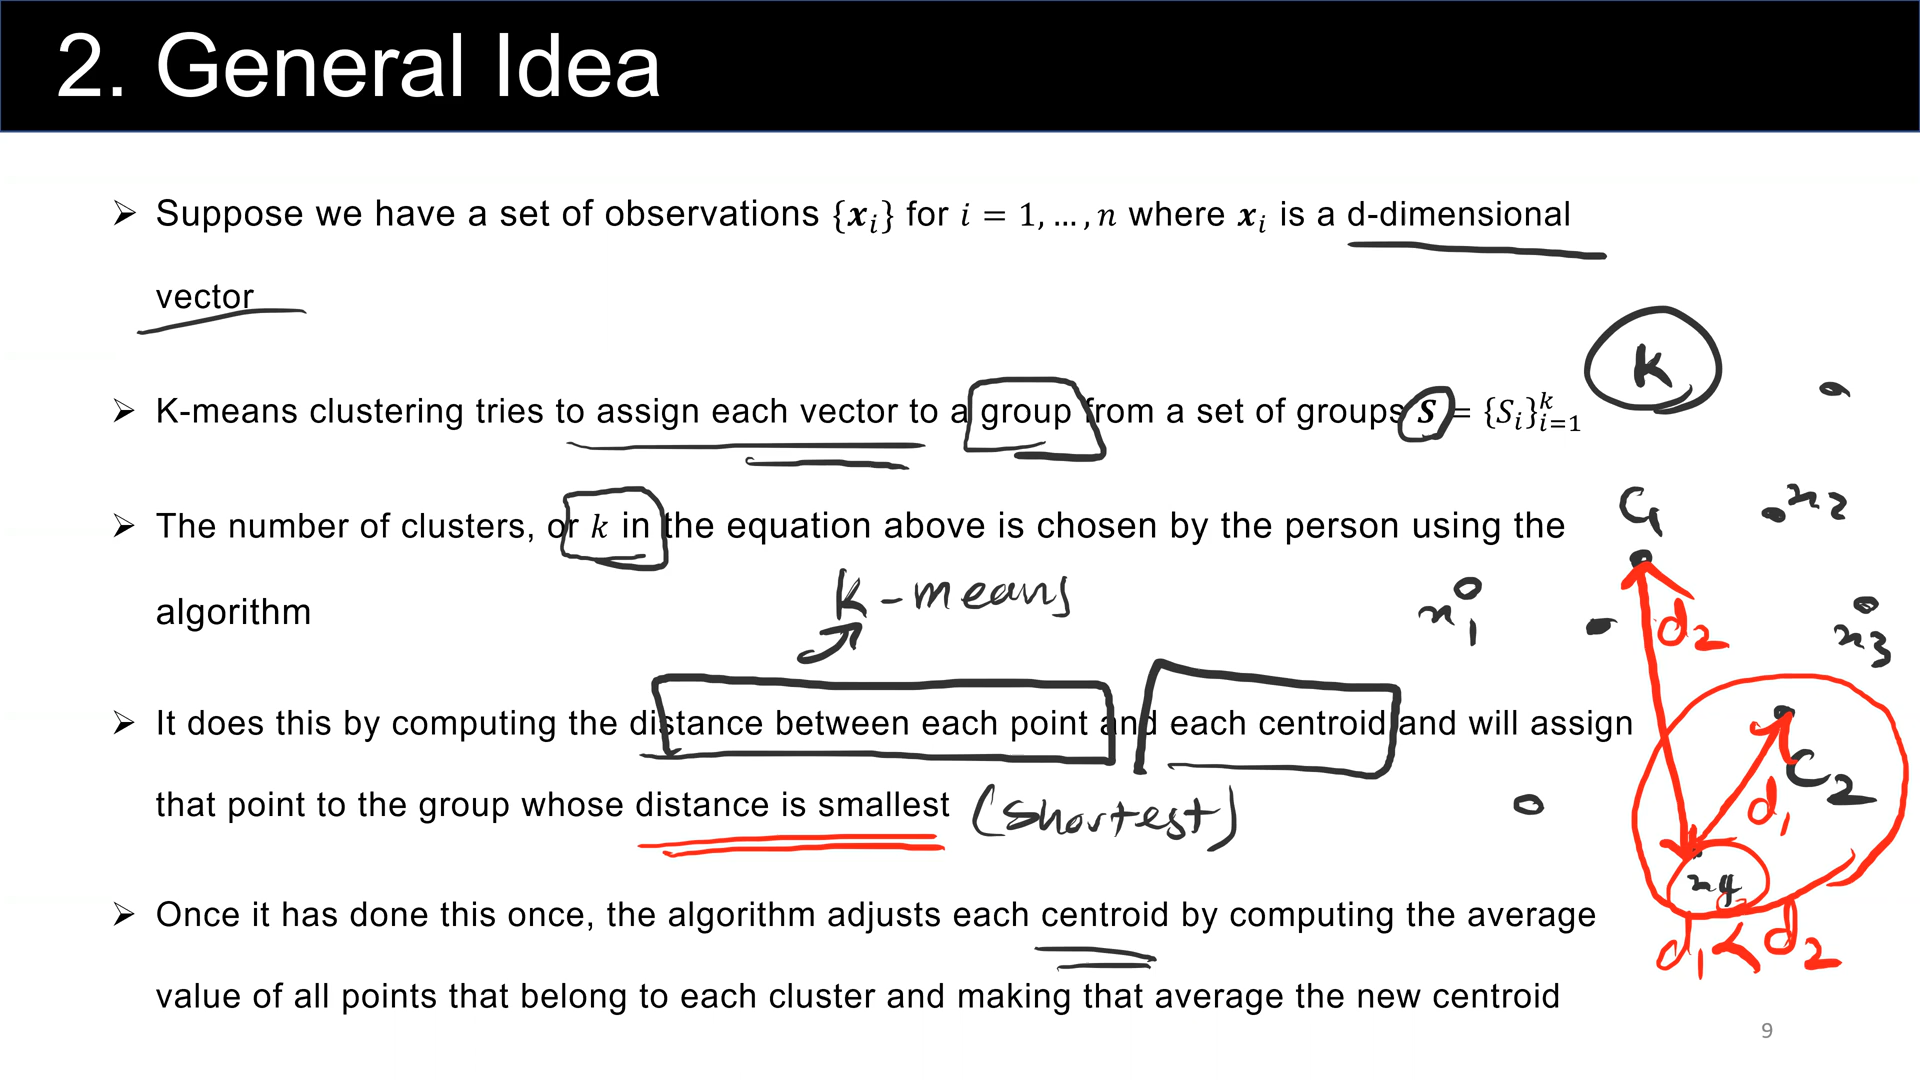 2. General Idea
➢ Suppose we have a set of observations {𝒙ᵢ} for 𝑖 = 1, … , 𝑛 where 𝒙ᵢ is a d-dimensional
vector
K
➢ K-means clustering tries to assign each vector to a group from a set of groups 𝑺 = {𝑆ᵢ}ᵏᵢ₌₁
C1
x2
➢ The number of clusters, or 𝑘 in the equation above is chosen by the person using the
algorithm
K-means
x1
d2
x3
➢ It does this by computing the distance between each point and each centroid and will assign
C2
that point to the group whose distance is smallest (shortest)
d1
x4
➢ Once it has done this once, the algorithm adjusts each centroid by computing the average
d1 < d2
value of all points that belong to each cluster and making that average the new centroid
9